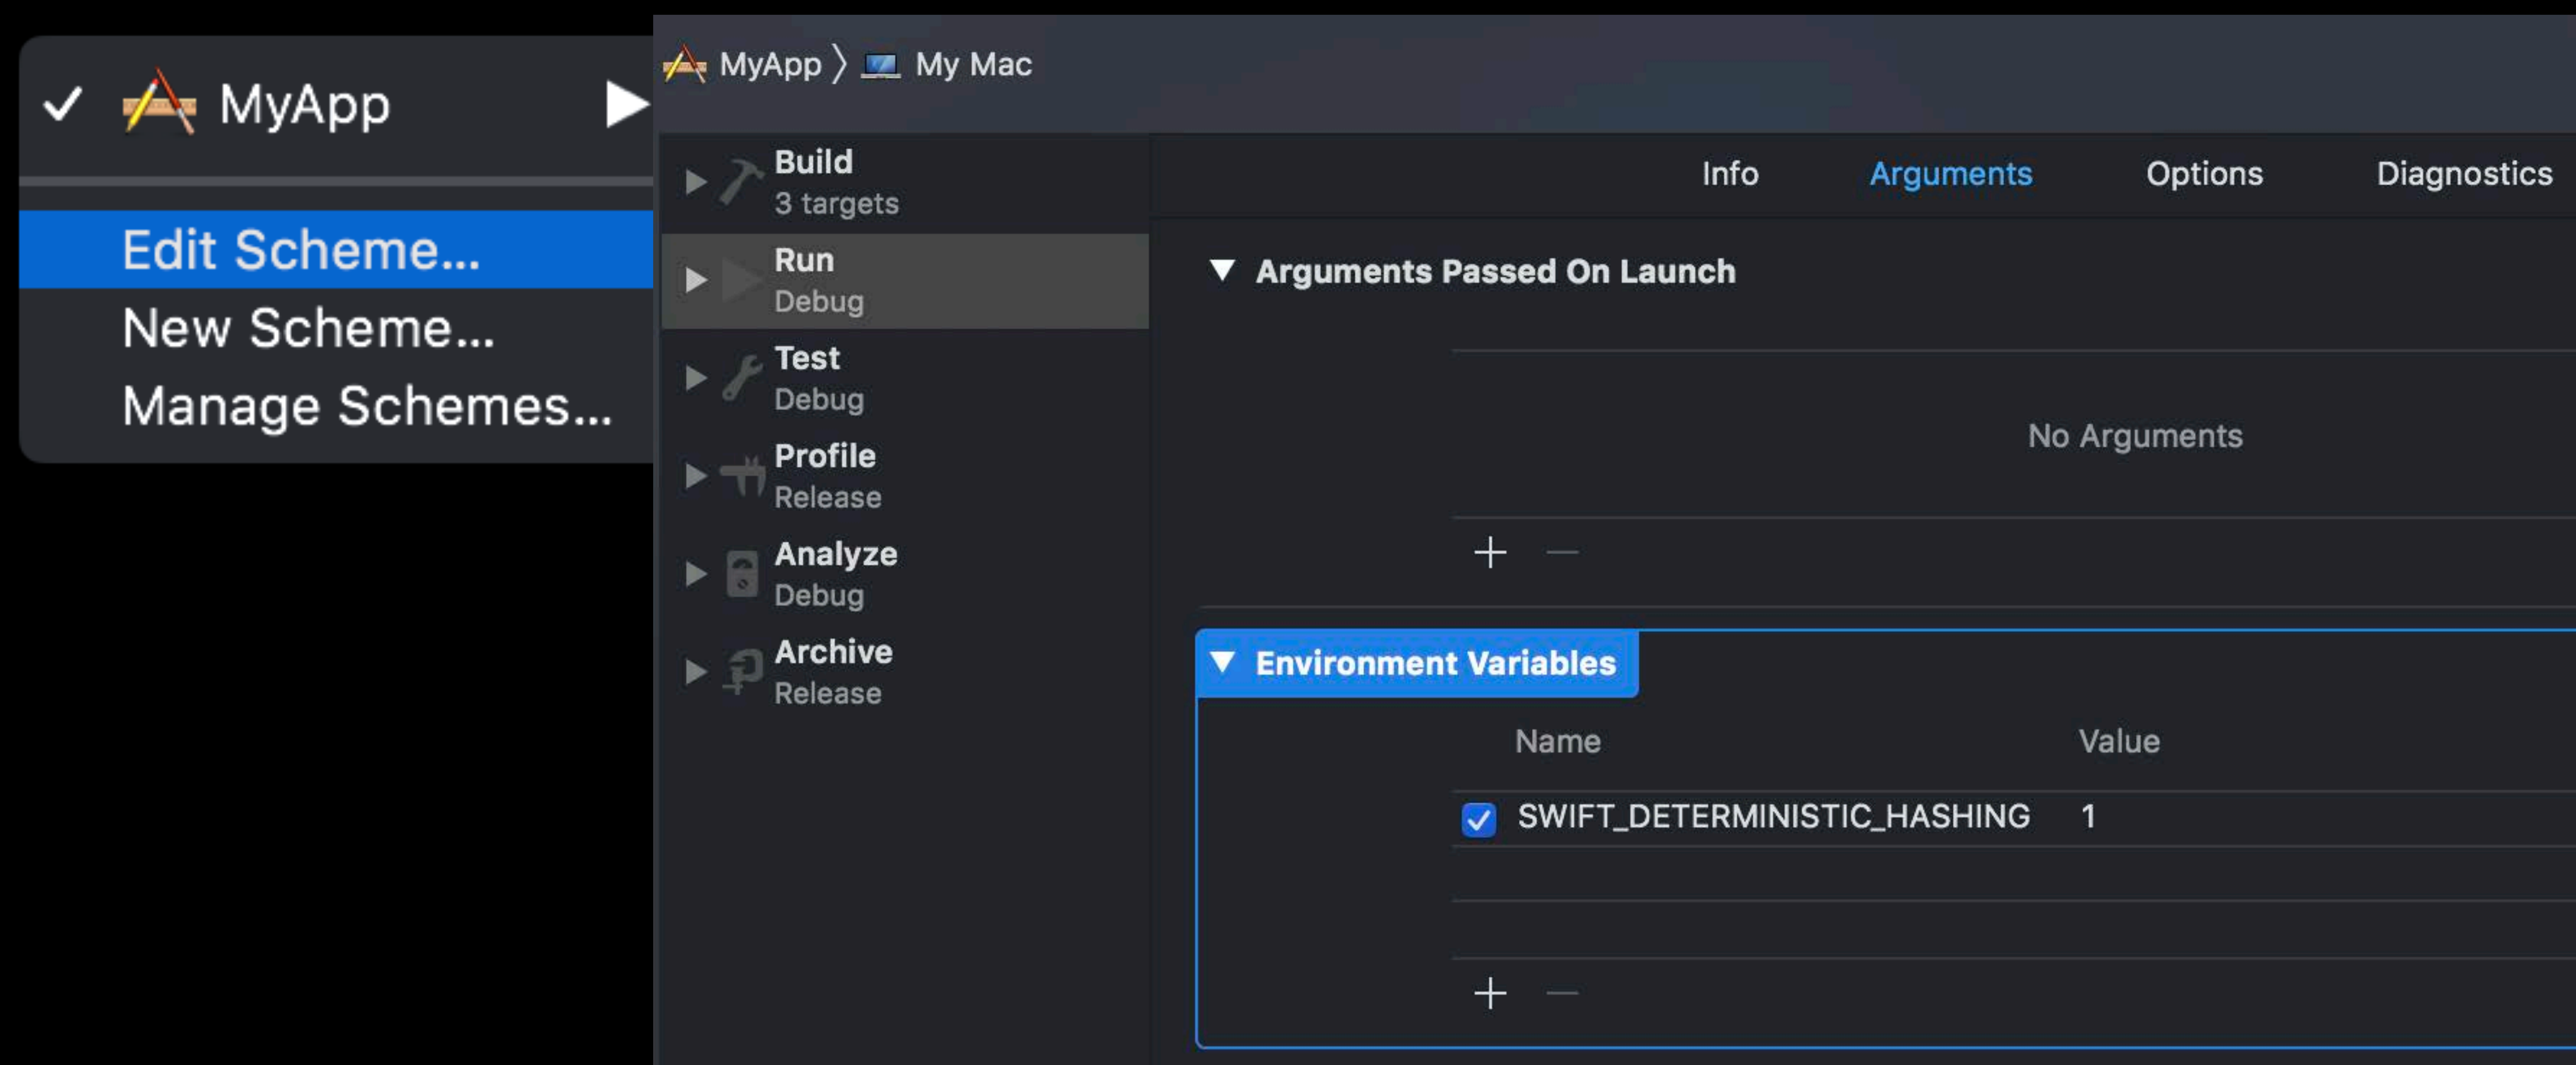 MyApp
Edit Scheme...
New Scheme...
Manage Schemes...
MyApp 〉 My Mac
Build
3 targets
Run
Debug
Test
Debug
Profile
Release
Analyze
Debug
Archive
Release
Info Arguments Options Diagnostics
Arguments Passed On Launch
No Arguments
Environment Variables
Name Value
SWIFT_DETERMINISTIC_HASHING 1